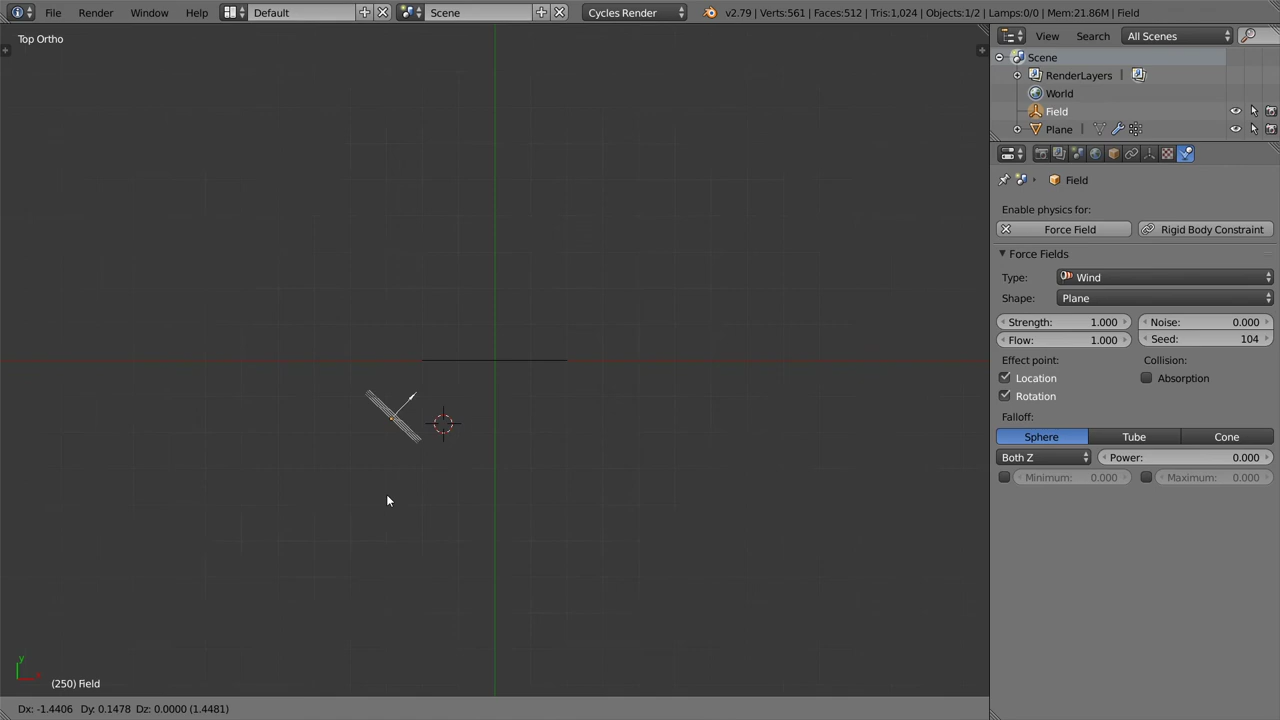 File Render Window Help Default Scene Cycles Render v2.79 | Verts:561 | Faces:512 | Tris:1,024 | Objects:1/2 | Lamps:0/0 | Mem:21.86M | Field
Top Ortho
View Search All Scenes
Scene
RenderLayers
World
Field
Plane
Field
Enable physics for:
Force Field Rigid Body Constraint
Force Fields
Type: Wind
Shape: Plane
Strength: 1.000 Noise: 0.000
Flow: 1.000 Seed: 104
Effect point: Collision:
Location Absorption
Rotation
Falloff:
Sphere Tube Cone
Both Z Power: 0.000
Minimum: 0.000 Maximum: 0.000
y
(250) Field
Dx: -1.4406 Dy: 0.1478 Dz: 0.0000 (1.4481)